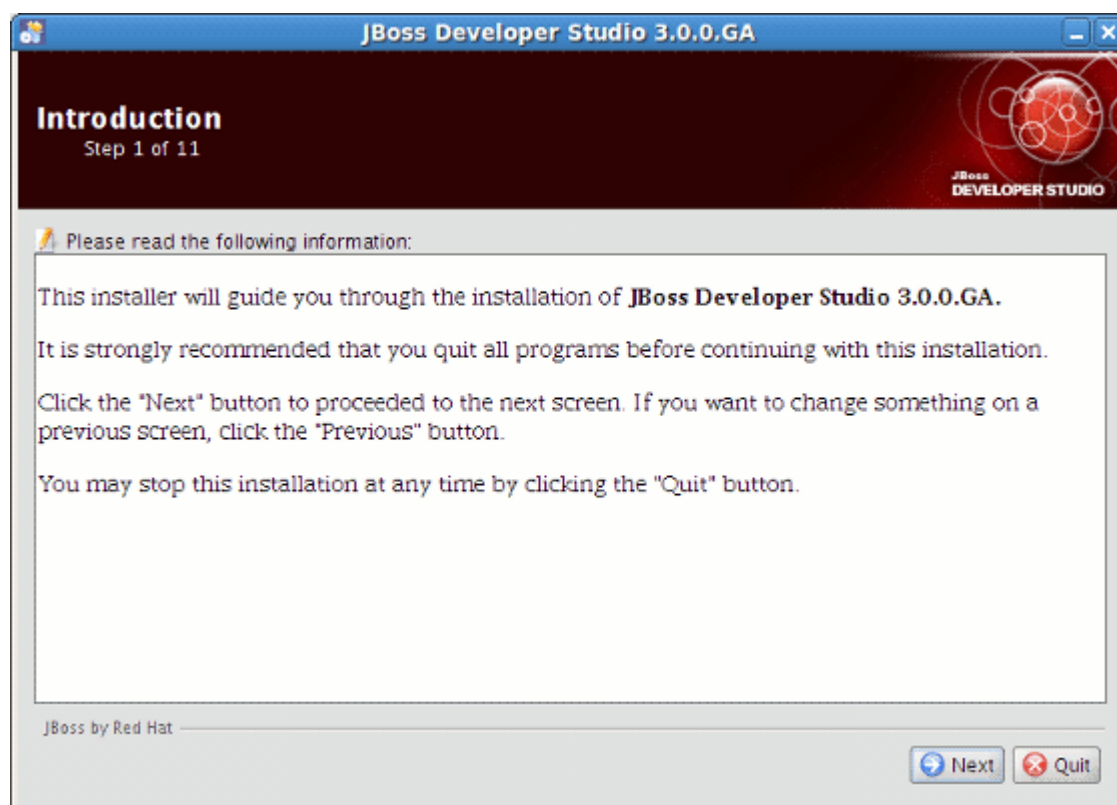 JBoss Developer Studio 3.0.0.GA
Introduction
Step 1 of 11
JBoss
DEVELOPER STUDIO
Please read the following information:
This installer will guide you through the installation of JBoss Developer Studio 3.0.0.GA.
It is strongly recommended that you quit all programs before continuing with this installation.
Click the "Next" button to proceeded to the next screen. If you want to change something on a
previous screen, click the "Previous" button.
You may stop this installation at any time by clicking the "Quit" button.
JBoss by Red Hat
Next
Quit